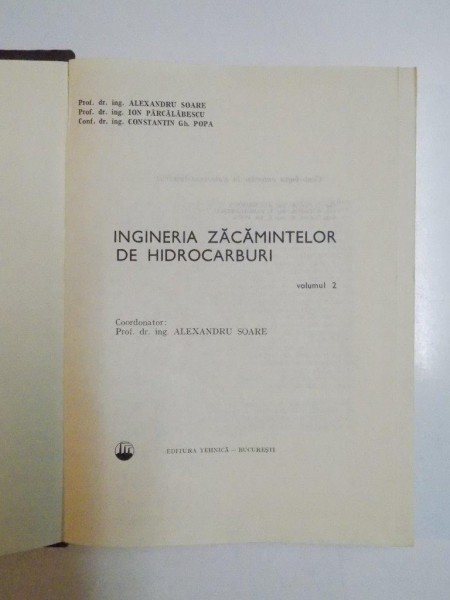 Prof. dr. ing. ALEXANDRU SOARE
Prof. dr. ing. ION PÂRCĂLĂBESCU
Conf. dr. ing. CONSTANTIN Gh. POPA
INGINERIA ZĂCĂMINTELOR
DE HIDROCARBURI
volumul 2
Coordonator:
Prof. dr. ing ALEXANDRU SOARE
EDITURA TEHNICĂ – BUCUREȘTI